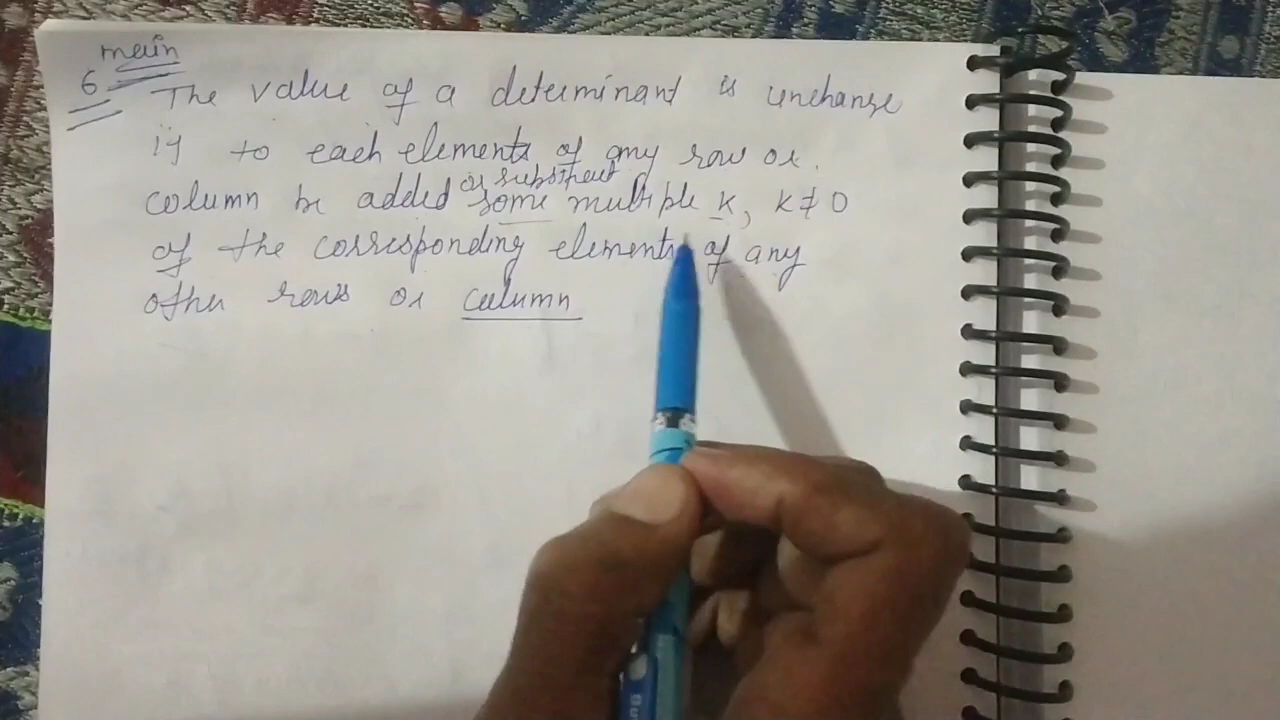 main
6 The value of a determinant is unchange
if to each elements of any row or.
or substract
column be added some multiple k, k≠0
of the corresponding elements of any
other rows or column